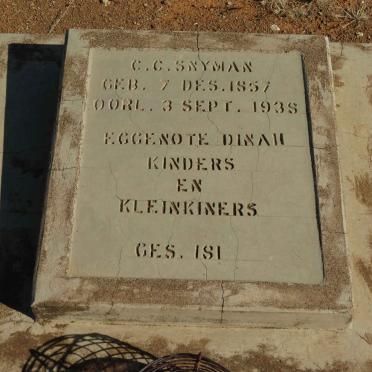 C.C. SNYMAN
GEB. 7 DES. 1857
OORL. 3 SEPT. 1938
EGGENOTE DINAH
KINDERS
EN
KLEINKINERS
GES. 181